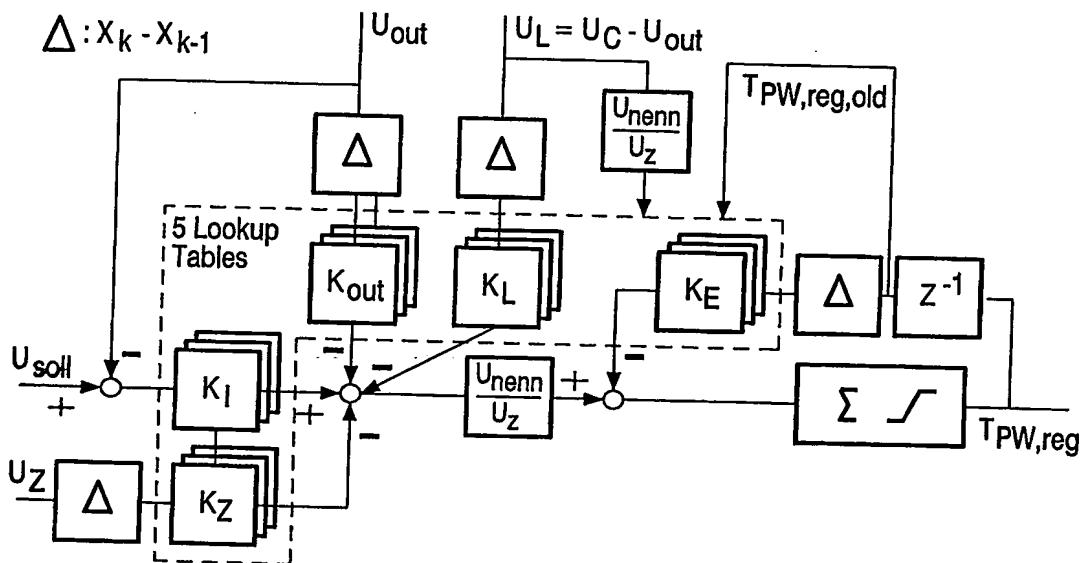 Δ : X_k - X_{k-1}
U_out
U_L = U_C - U_out
T_PW,reg,old
U_nenn
U_z
Δ
Δ
5 Lookup
Tables
K_out
K_L
K_E
Δ
Z^{-1}
U_soll
+
-
K_I
+
-
-
-
U_nenn
U_z
+
-
Σ
T_PW,reg
U_Z
Δ
K_Z